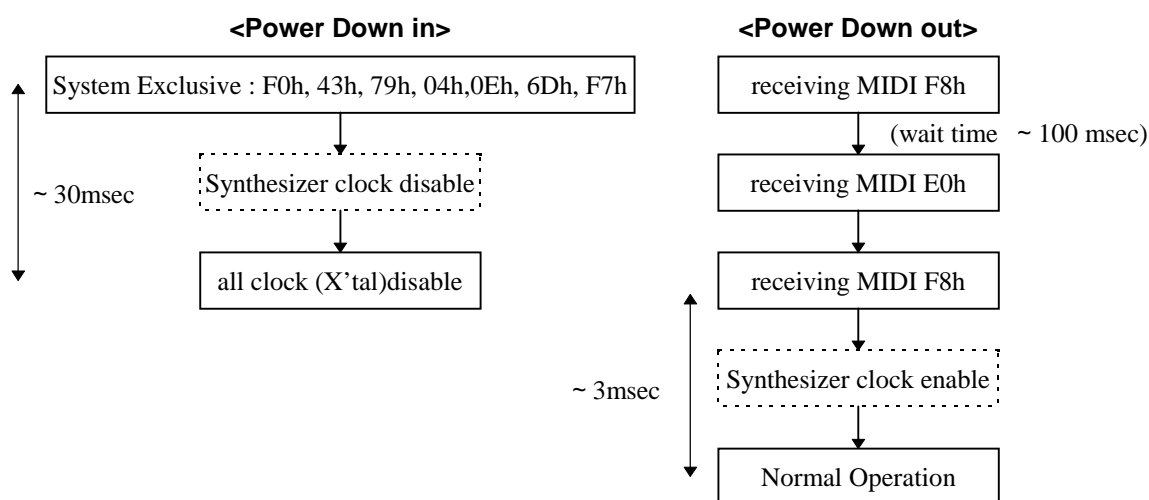 <Power Down in>
System Exclusive : F0h, 43h, 79h, 04h,0Eh, 6Dh, F7h
Synthesizer clock disable
~ 30msec
all clock (X'tal)disable
<Power Down out>
receiving MIDI F8h
(wait time ~ 100 msec)
receiving MIDI E0h
receiving MIDI F8h
Synthesizer clock enable
~ 3msec
Normal Operation